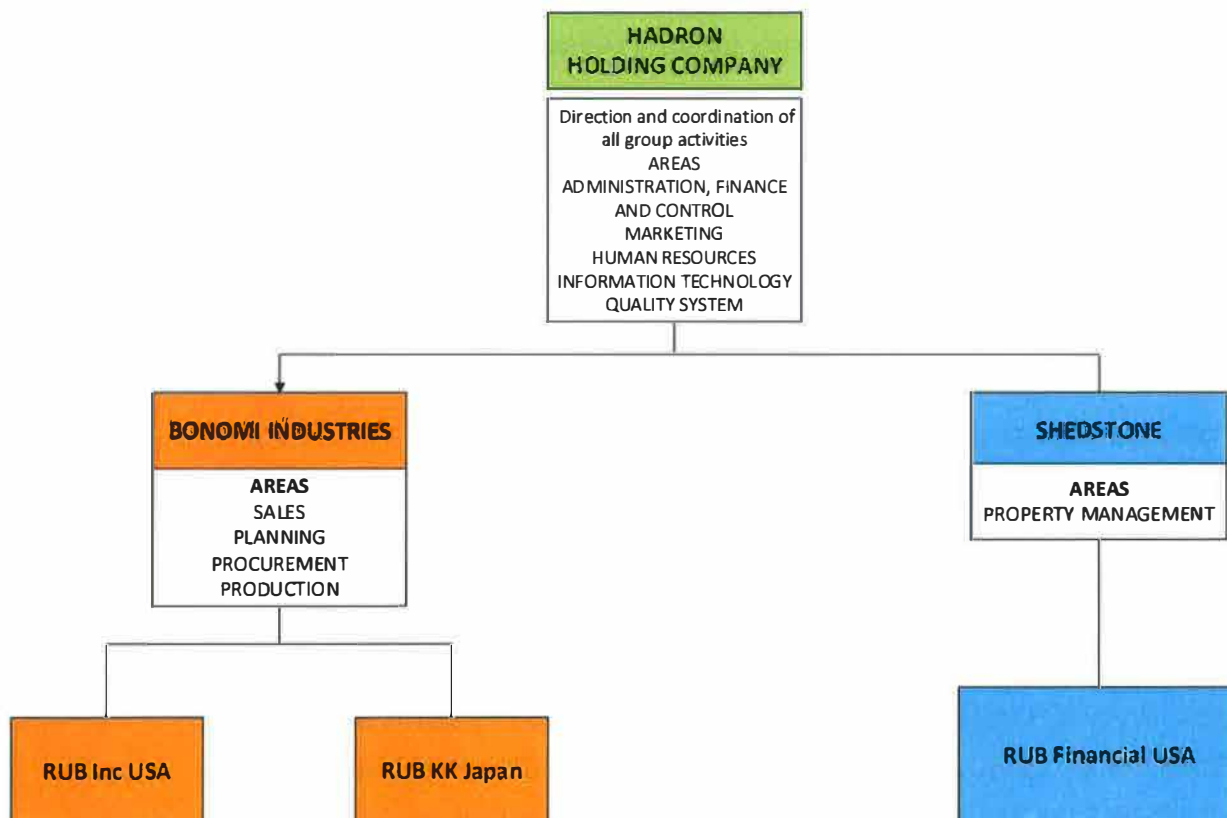 HADRON
HOLDING COMPANY
Direction and coordination of
all group activities
AREAS
ADMINISTRATION, FINANCE
AND CONTROL
MARKETING
HUMAN RESOURCES
INFORMATION TECHNOLOGY
QUALITY SYSTEM
BONOMI INDUSTRIES
AREAS
SALES
PLANNING
PROCUREMENT
PRODUCTION
SHEDSTONE
AREAS
PROPERTY MANAGEMENT
RUB Inc USA
RUB KK Japan
RUB Financial USA